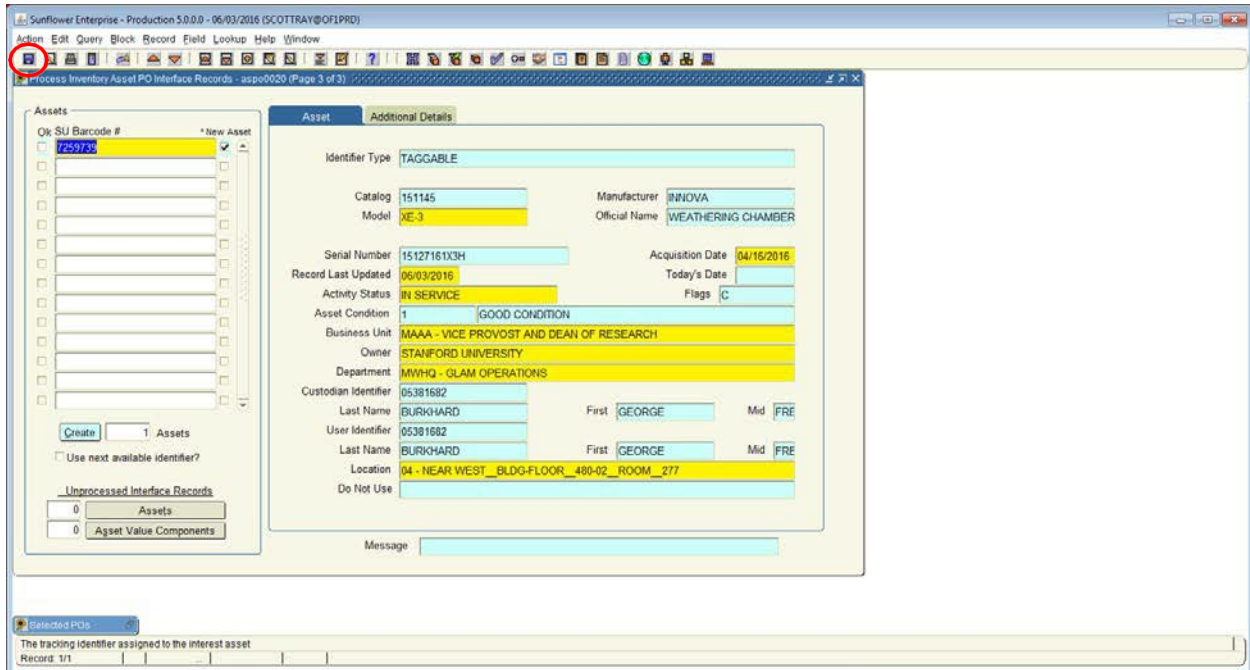 Sunflower Enterprise - Production 5.0.0.0 - 06/03/2016 (SCOTTRAY@OF1PRD)
Action Edit Query Block Record Field Lookup Help Window
Process Inventory Asset PO Interface Records - aspo0020 (Page 3 of 3)
Assets
Ok SU Barcode # * New Asset
7259739
Create 1 Assets
Use next available identifier?
Unprocessed Interface Records
0 Assets
0 Asset Value Components
Asset Additional Details
Identifier Type TAGGABLE
Catalog 151145 Manufacturer INNOVA
Model XE-3 Official Name WEATHERING CHAMBER
Serial Number 15127161X3H Acquisition Date 04/15/2016
Record Last Updated 06/03/2016 Today's Date
Activity Status IN SERVICE Flags C
Asset Condition 1 GOOD CONDITION
Business Unit MAAA - VICE PROVOST AND DEAN OF RESEARCH
Owner STANFORD UNIVERSITY
Department MWHQ - GLAM OPERATIONS
Custodian Identifier 05381682
Last Name BURKHARD First GEORGE Mid FRE
User Identifier 05381682
Last Name BURKHARD First GEORGE Mid FRE
Location 04 - NEAR WEST__BLDG-FLOOR__480-02__ROOM__277
Do Not Use
Message
Selected POs
The tracking identifier assigned to the interest asset
Record: 1/1 ...